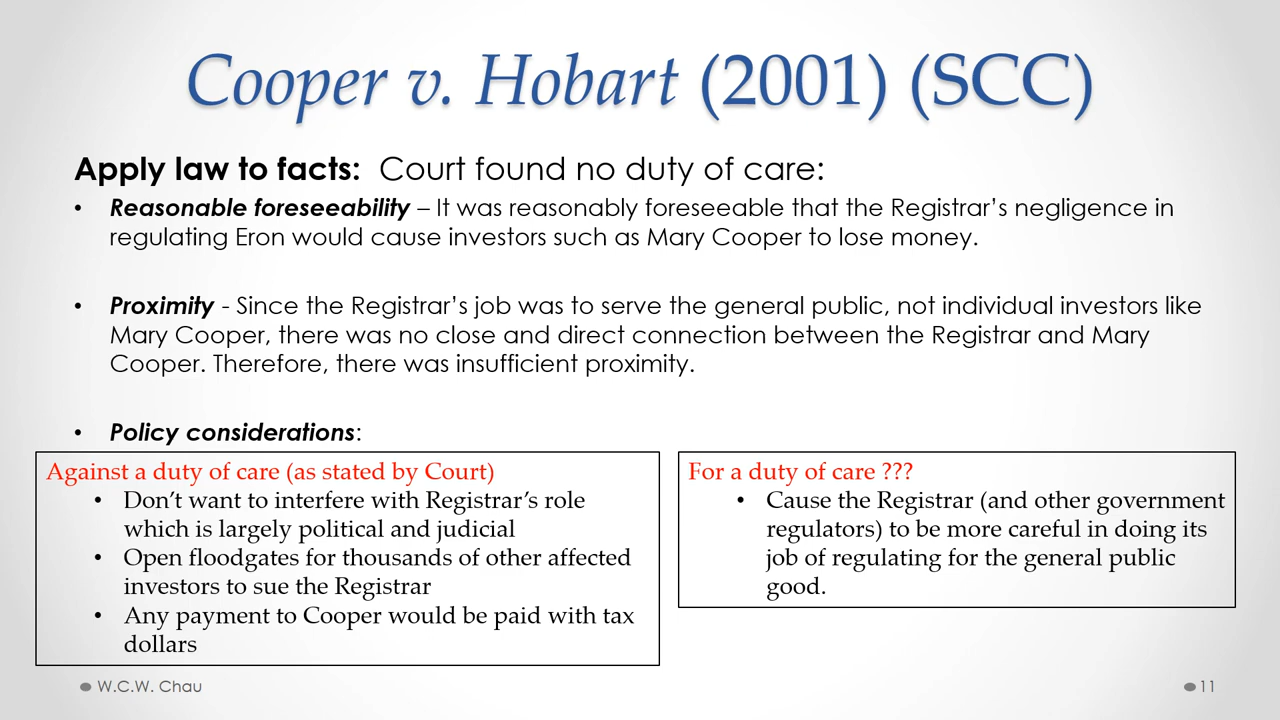 Cooper v. Hobart (2001) (SCC)
Apply law to facts: Court found no duty of care:
• Reasonable foreseeability – It was reasonably foreseeable that the Registrar’s negligence in
regulating Eron would cause investors such as Mary Cooper to lose money.
• Proximity - Since the Registrar’s job was to serve the general public, not individual investors like
Mary Cooper, there was no close and direct connection between the Registrar and Mary
Cooper. Therefore, there was insufficient proximity.
• Policy considerations:
Against a duty of care (as stated by Court)
• Don’t want to interfere with Registrar’s role
which is largely political and judicial
• Open floodgates for thousands of other affected
investors to sue the Registrar
• Any payment to Cooper would be paid with tax
dollars
For a duty of care ???
• Cause the Registrar (and other government
regulators) to be more careful in doing its
job of regulating for the general public
good.
W.C.W. Chau
11